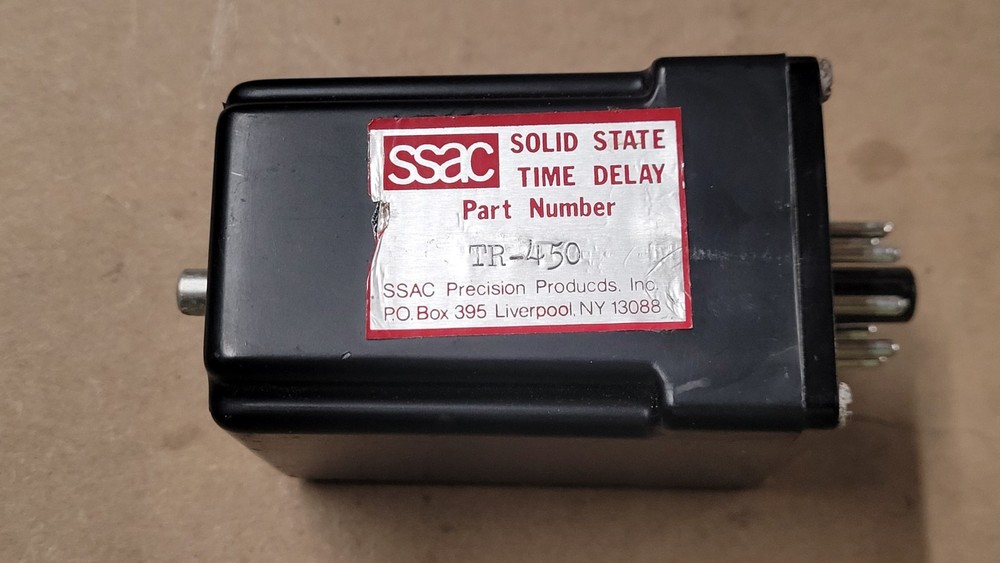 ssac
SOLID STATE
TIME DELAY
Part Number
TR-450
SSAC Precision Producds, Inc.
P.O. Box 395 Liverpool, NY 13088